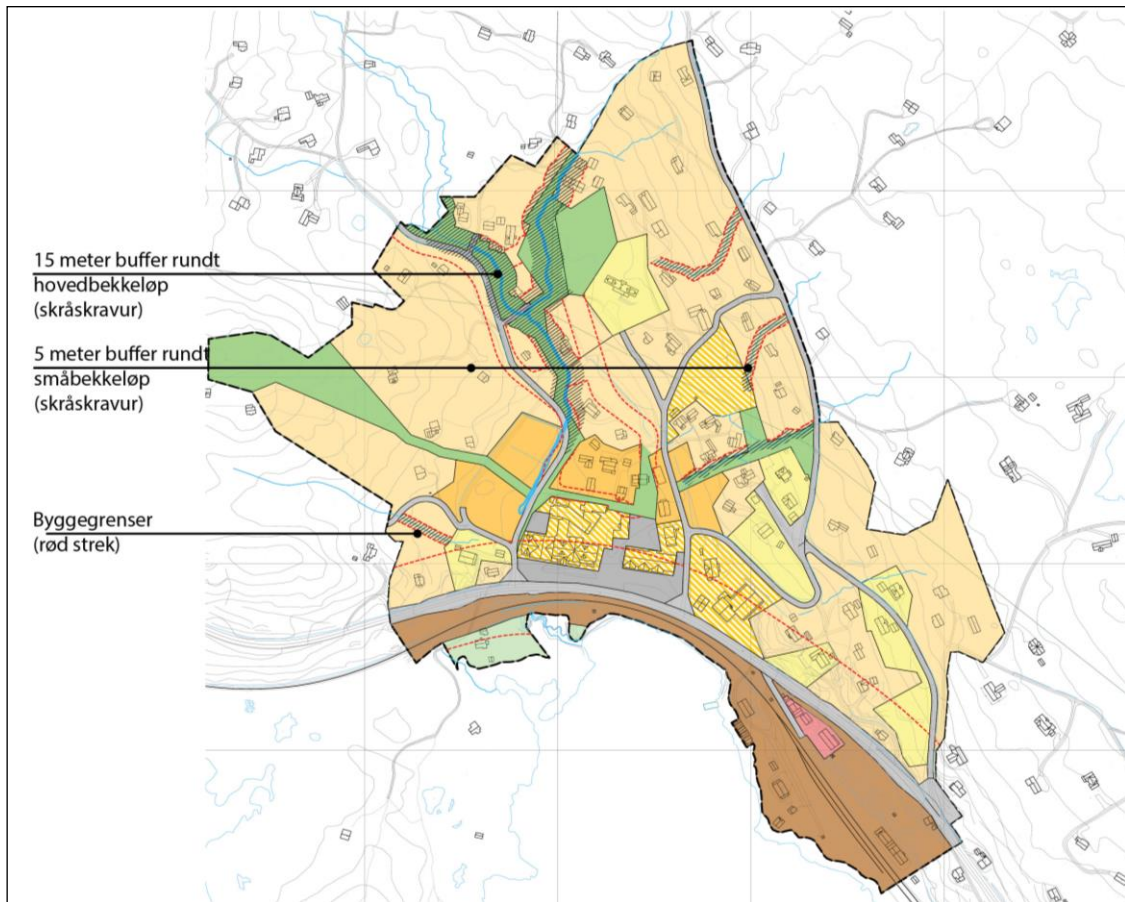 15 meter buffer rundt
hovedbekkeløp
(skråskravur)
5 meter buffer rundt
småbekkeløp
(skråskravur)
Byggegrenser
(rød strek)